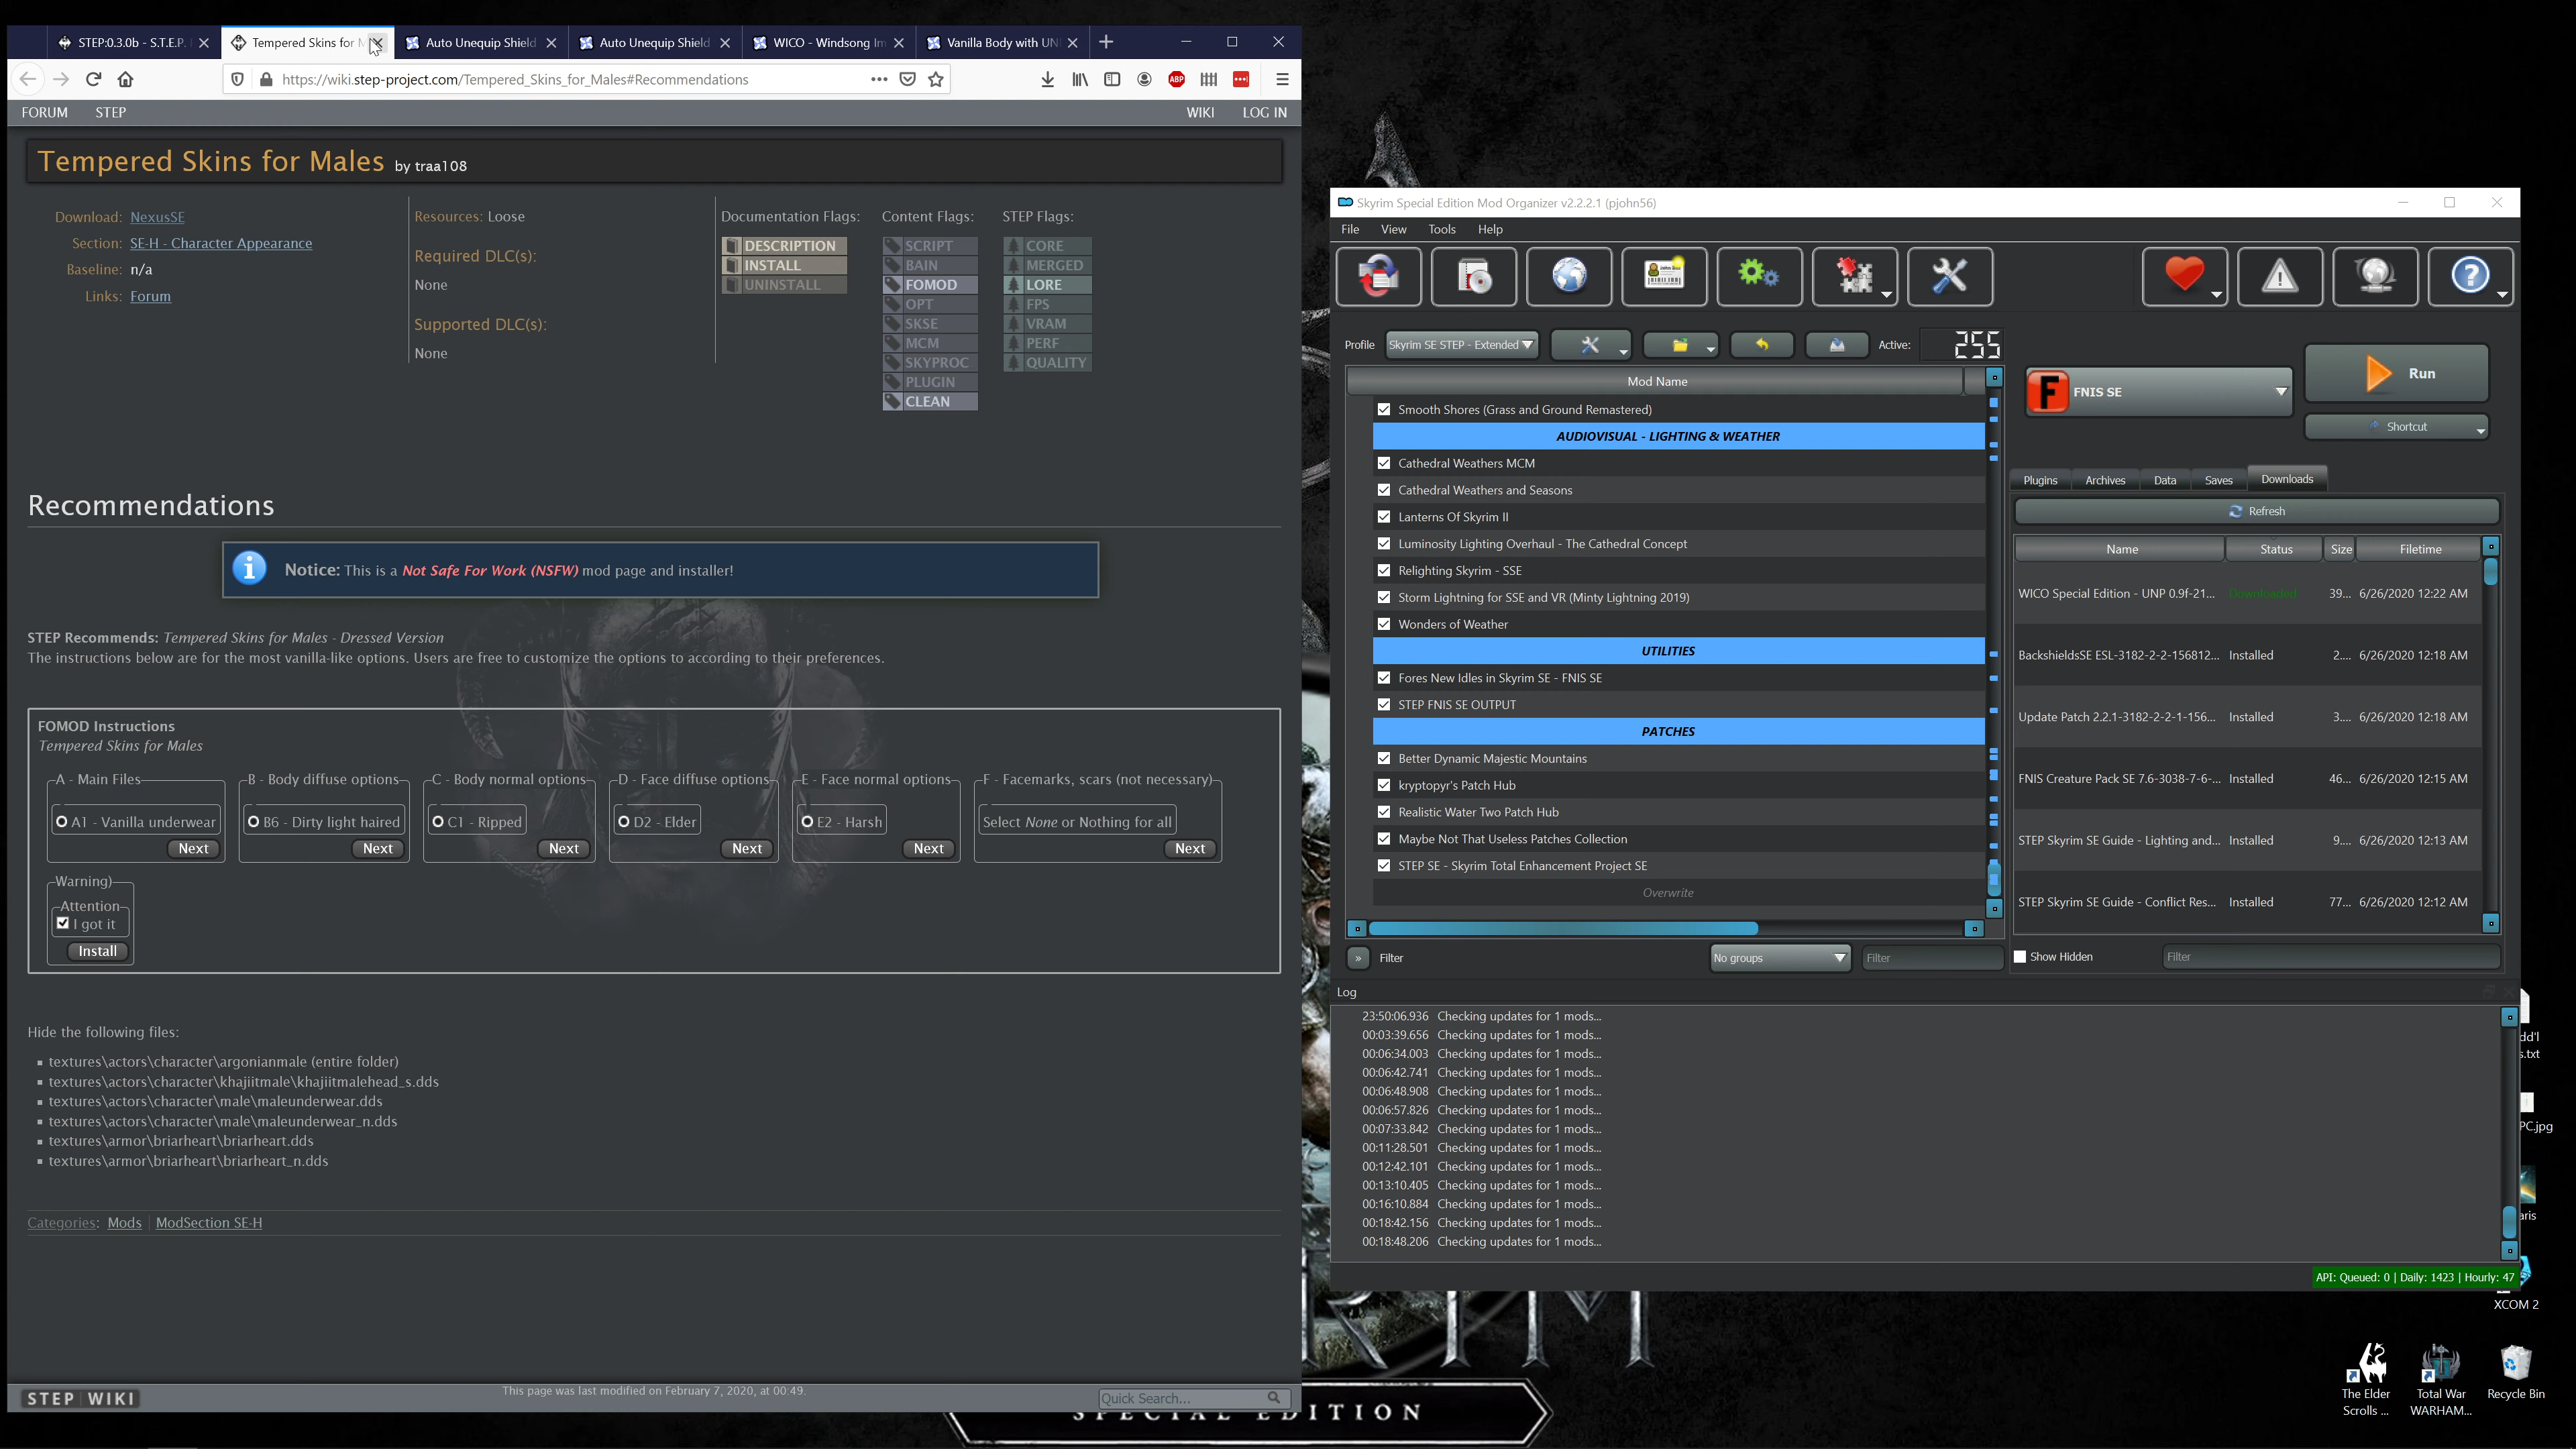 STEP:0.3.0b - S.T.E.P.
Tempered Skins for M
Auto Unequip Shield
Auto Unequip Shield
WICO - Windsong Im
Vanilla Body with UN
https://wiki.step-project.com/Tempered_Skins_for_Males#Recommendations
ABP
FORUM STEP WIKI LOG IN
Tempered Skins for Males by traa108
Download: NexusSE
Section: SE-H - Character Appearance
Baseline: n/a
Links: Forum
Resources: Loose
Required DLC(s):
None
Supported DLC(s):
None
Documentation Flags:
DESCRIPTION
INSTALL
UNINSTALL
Content Flags:
SCRIPT
BAIN
FOMOD
OPT
SKSE
MCM
SKYPROC
PLUGIN
CLEAN
STEP Flags:
CORE
MERGED
LORE
FPS
VRAM
PERF
QUALITY
Recommendations
Notice: This is a Not Safe For Work (NSFW) mod page and installer!
STEP Recommends: Tempered Skins for Males - Dressed Version
The instructions below are for the most vanilla-like options. Users are free to customize the options to according to their preferences.
FOMOD Instructions
Tempered Skins for Males
A - Main Files
A1 - Vanilla underwear
Next
B - Body diffuse options
B6 - Dirty light haired
Next
C - Body normal options
C1 - Ripped
Next
D - Face diffuse options
D2 - Elder
Next
E - Face normal options
E2 - Harsh
Next
F - Facemarks, scars (not necessary)
Select None or Nothing for all
Next
Warning)
Attention
I got it
Install
Hide the following files:
textures\actors\character\argonianmale (entire folder)
textures\actors\character\khajiitmale\khajiitmalehead_s.dds
textures\actors\character\male\maleunderwear.dds
textures\actors\character\male\maleunderwear_n.dds
textures\armor\briarheart\briarheart.dds
textures\armor\briarheart\briarheart_n.dds
Categories: Mods ModSection SE-H
STEP WIKI
This page was last modified on February 7, 2020, at 00:49.
Quick Search...
Skyrim Special Edition Mod Organizer v2.2.2.1 (pjohn56)
File View Tools Help
Profile Skyrim SE STEP - Extended Active: 255
Mod Name
Smooth Shores (Grass and Ground Remastered)
AUDIOVISUAL - LIGHTING & WEATHER
Cathedral Weathers MCM
Cathedral Weathers and Seasons
Lanterns Of Skyrim II
Luminosity Lighting Overhaul - The Cathedral Concept
Relighting Skyrim - SSE
Storm Lightning for SSE and VR (Minty Lightning 2019)
Wonders of Weather
UTILITIES
Fores New Idles in Skyrim SE - FNIS SE
STEP FNIS SE OUTPUT
PATCHES
Better Dynamic Majestic Mountains
kryptopyr's Patch Hub
Realistic Water Two Patch Hub
Maybe Not That Useless Patches Collection
STEP SE - Skyrim Total Enhancement Project SE
Overwrite
» Filter No groups Filter
F FNIS SE
Run
Shortcut
Plugins Archives Data Saves Downloads
Refresh
Name Status Size Filetime
WICO Special Edition - UNP 0.9f-21... Downloaded 39... 6/26/2020 12:22 AM
BackshieldsSE ESL-3182-2-2-156812... Installed 2.... 6/26/2020 12:18 AM
Update Patch 2.2.1-3182-2-2-1-156... Installed 3.... 6/26/2020 12:18 AM
FNIS Creature Pack SE 7.6-3038-7-6-... Installed 46... 6/26/2020 12:15 AM
STEP Skyrim SE Guide - Lighting and... Installed 9.... 6/26/2020 12:13 AM
STEP Skyrim SE Guide - Conflict Res... Installed 77... 6/26/2020 12:12 AM
Show Hidden Filter
Log
23:50:06.936 Checking updates for 1 mods...
00:03:39.656 Checking updates for 1 mods...
00:06:34.003 Checking updates for 1 mods...
00:06:42.741 Checking updates for 1 mods...
00:06:48.908 Checking updates for 1 mods...
00:06:57.826 Checking updates for 1 mods...
00:07:33.842 Checking updates for 1 mods...
00:11:28.501 Checking updates for 1 mods...
00:12:42.101 Checking updates for 1 mods...
00:13:10.405 Checking updates for 1 mods...
00:16:10.884 Checking updates for 1 mods...
00:18:42.156 Checking updates for 1 mods...
00:18:48.206 Checking updates for 1 mods...
API: Queued: 0 | Daily: 1423 | Hourly: 47
dd'l
s.txt
PC.jpg
aris
XCOM 2
The Elder
Scrolls ...
Total War
WARHAM...
Recycle Bin
SPECIAL EDITION